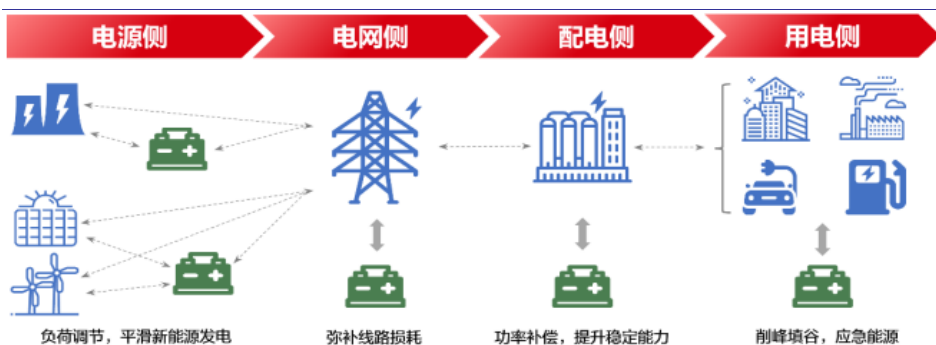 电源侧
电网侧
配电侧
用电侧
负荷调节，平滑新能源发电
弥补线路损耗
功率补偿，提升稳定能力
削峰填谷，应急能源